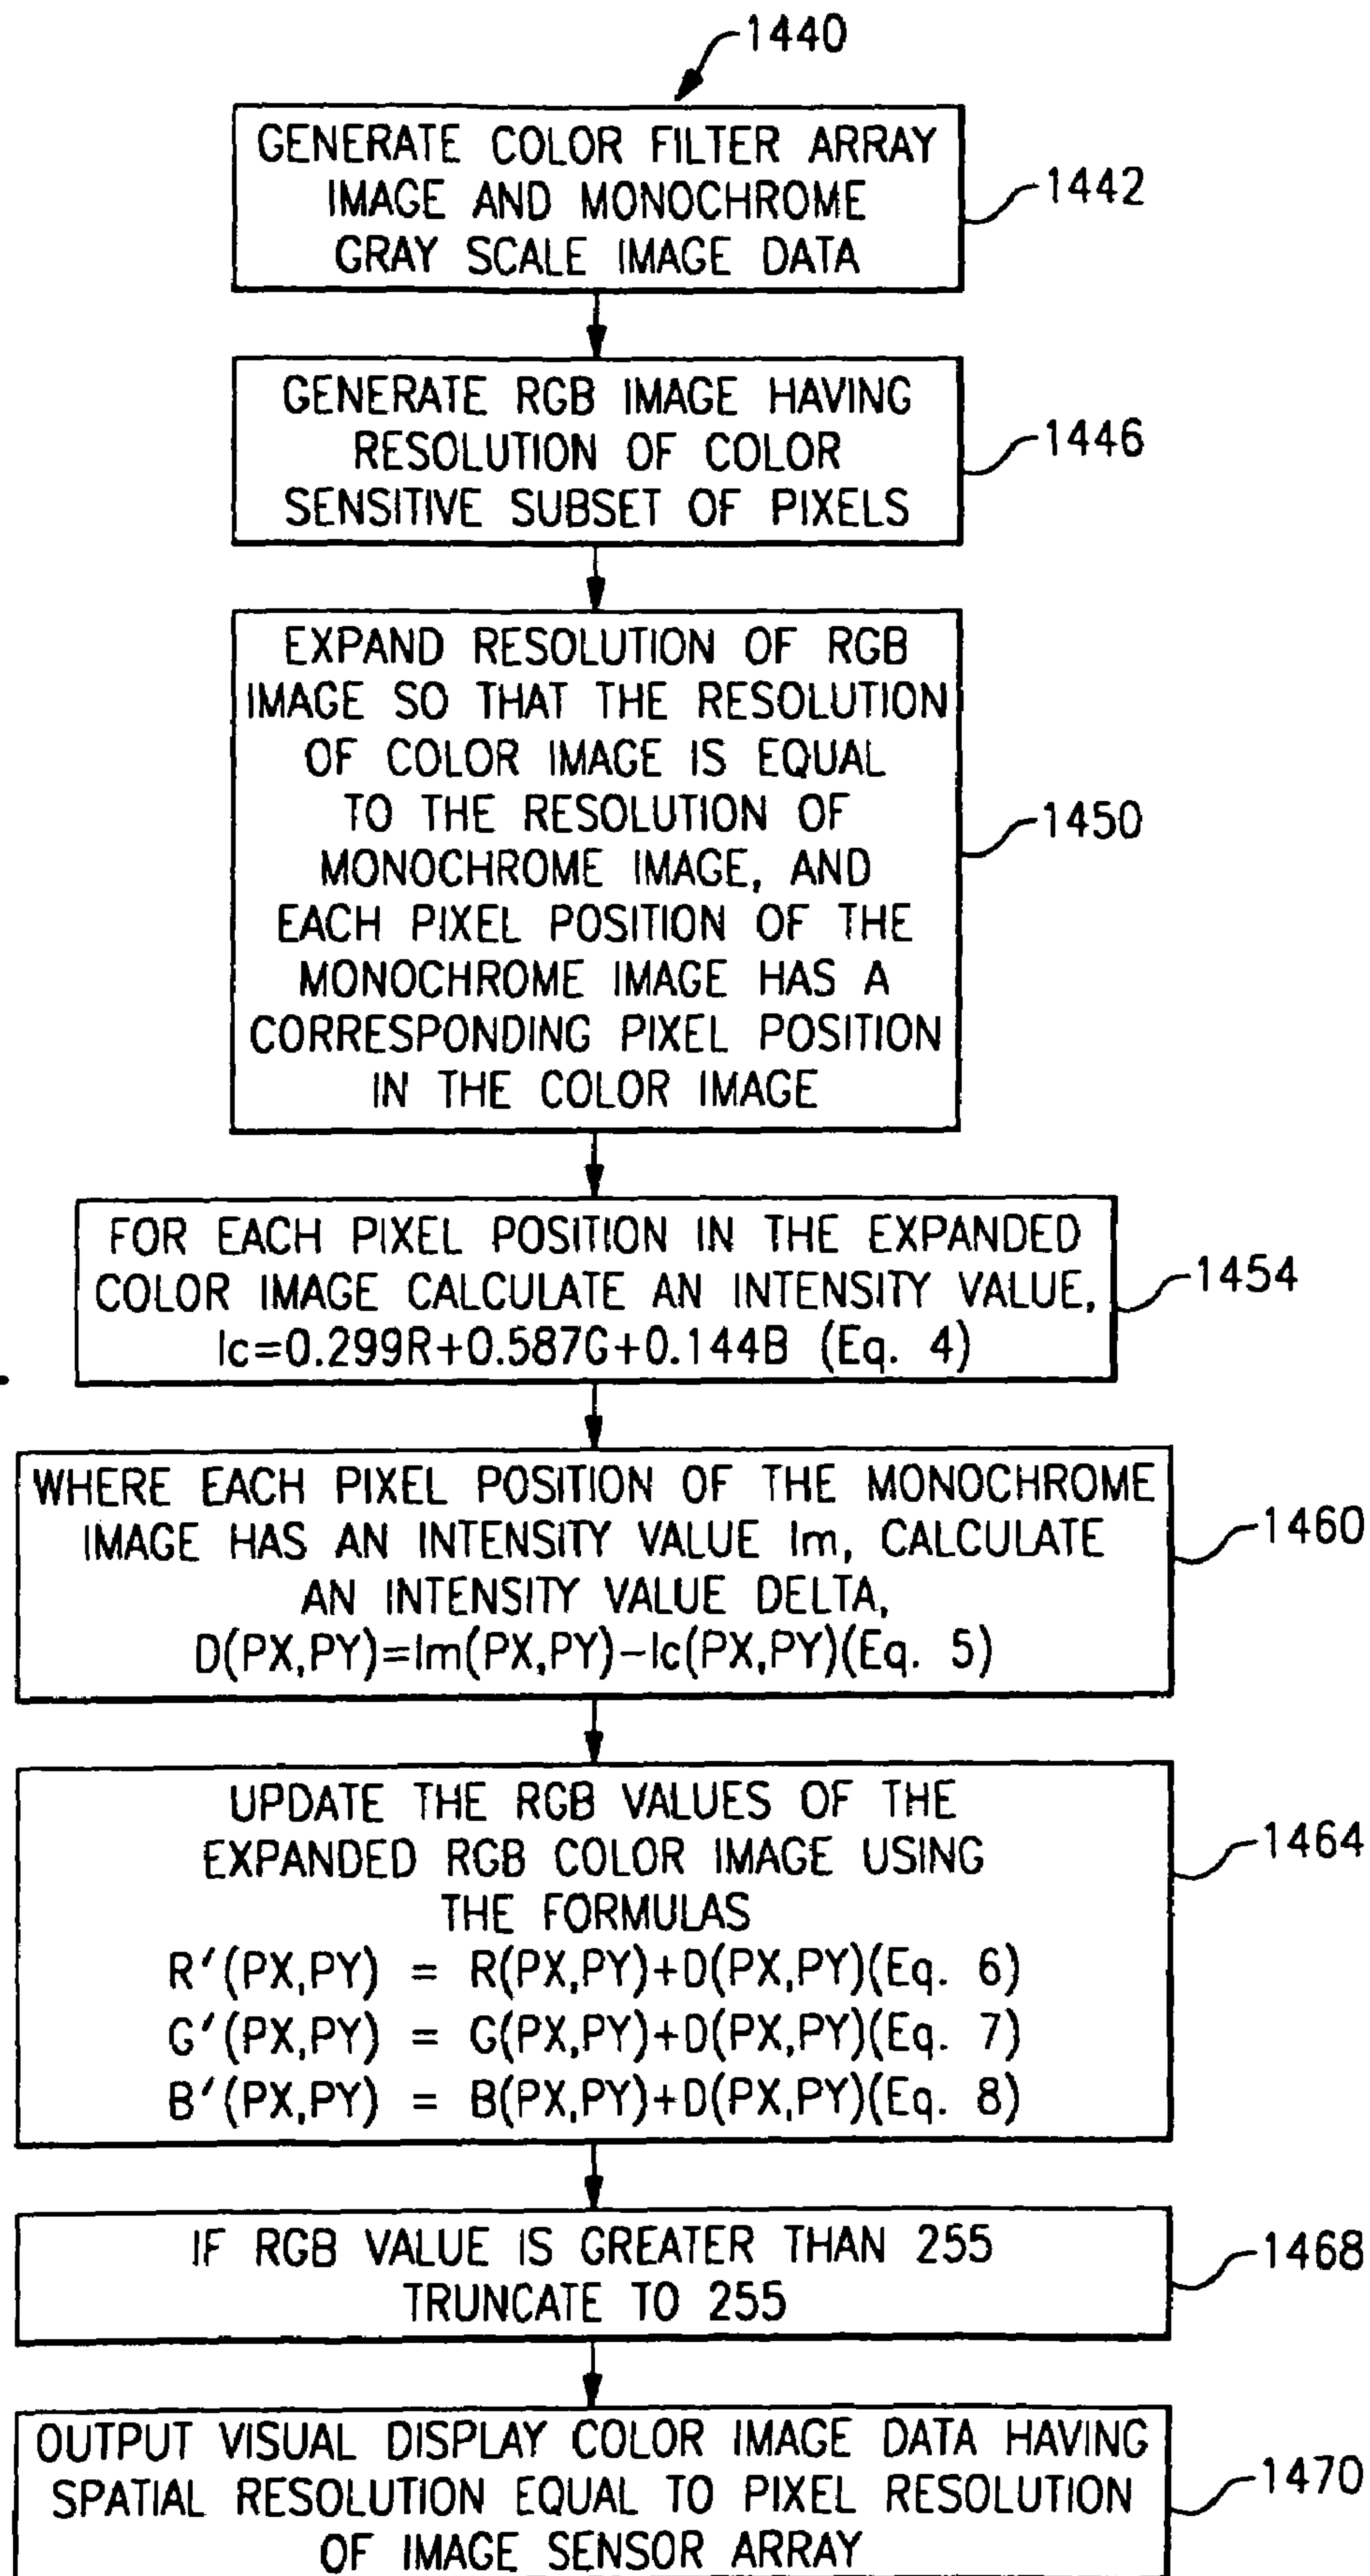 1440
GENERATE COLOR FILTER ARRAY
IMAGE AND MONOCHROME
GRAY SCALE IMAGE DATA
1442
GENERATE RGB IMAGE HAVING
RESOLUTION OF COLOR
SENSITIVE SUBSET OF PIXELS
1446
EXPAND RESOLUTION OF RGB
IMAGE SO THAT THE RESOLUTION
OF COLOR IMAGE IS EQUAL
TO THE RESOLUTION OF
MONOCHROME IMAGE, AND
EACH PIXEL POSITION OF THE
MONOCHROME IMAGE HAS A
CORRESPONDING PIXEL POSITION
IN THE COLOR IMAGE
1450
FOR EACH PIXEL POSITION IN THE EXPANDED
COLOR IMAGE CALCULATE AN INTENSITY VALUE,
Ic=0.299R+0.587G+0.144B (Eq. 4)
1454
WHERE EACH PIXEL POSITION OF THE MONOCHROME
IMAGE HAS AN INTENSITY VALUE Im, CALCULATE
AN INTENSITY VALUE DELTA,
D(PX,PY)=Im(PX,PY)-Ic(PX,PY)(Eq. 5)
1460
UPDATE THE RGB VALUES OF THE
EXPANDED RGB COLOR IMAGE USING
THE FORMULAS
R'(PX,PY) = R(PX,PY)+D(PX,PY)(Eq. 6)
G'(PX,PY) = G(PX,PY)+D(PX,PY)(Eq. 7)
B'(PX,PY) = B(PX,PY)+D(PX,PY)(Eq. 8)
1464
IF RGB VALUE IS GREATER THAN 255
TRUNCATE TO 255
1468
OUTPUT VISUAL DISPLAY COLOR IMAGE DATA HAVING
SPATIAL RESOLUTION EQUAL TO PIXEL RESOLUTION
OF IMAGE SENSOR ARRAY
1470